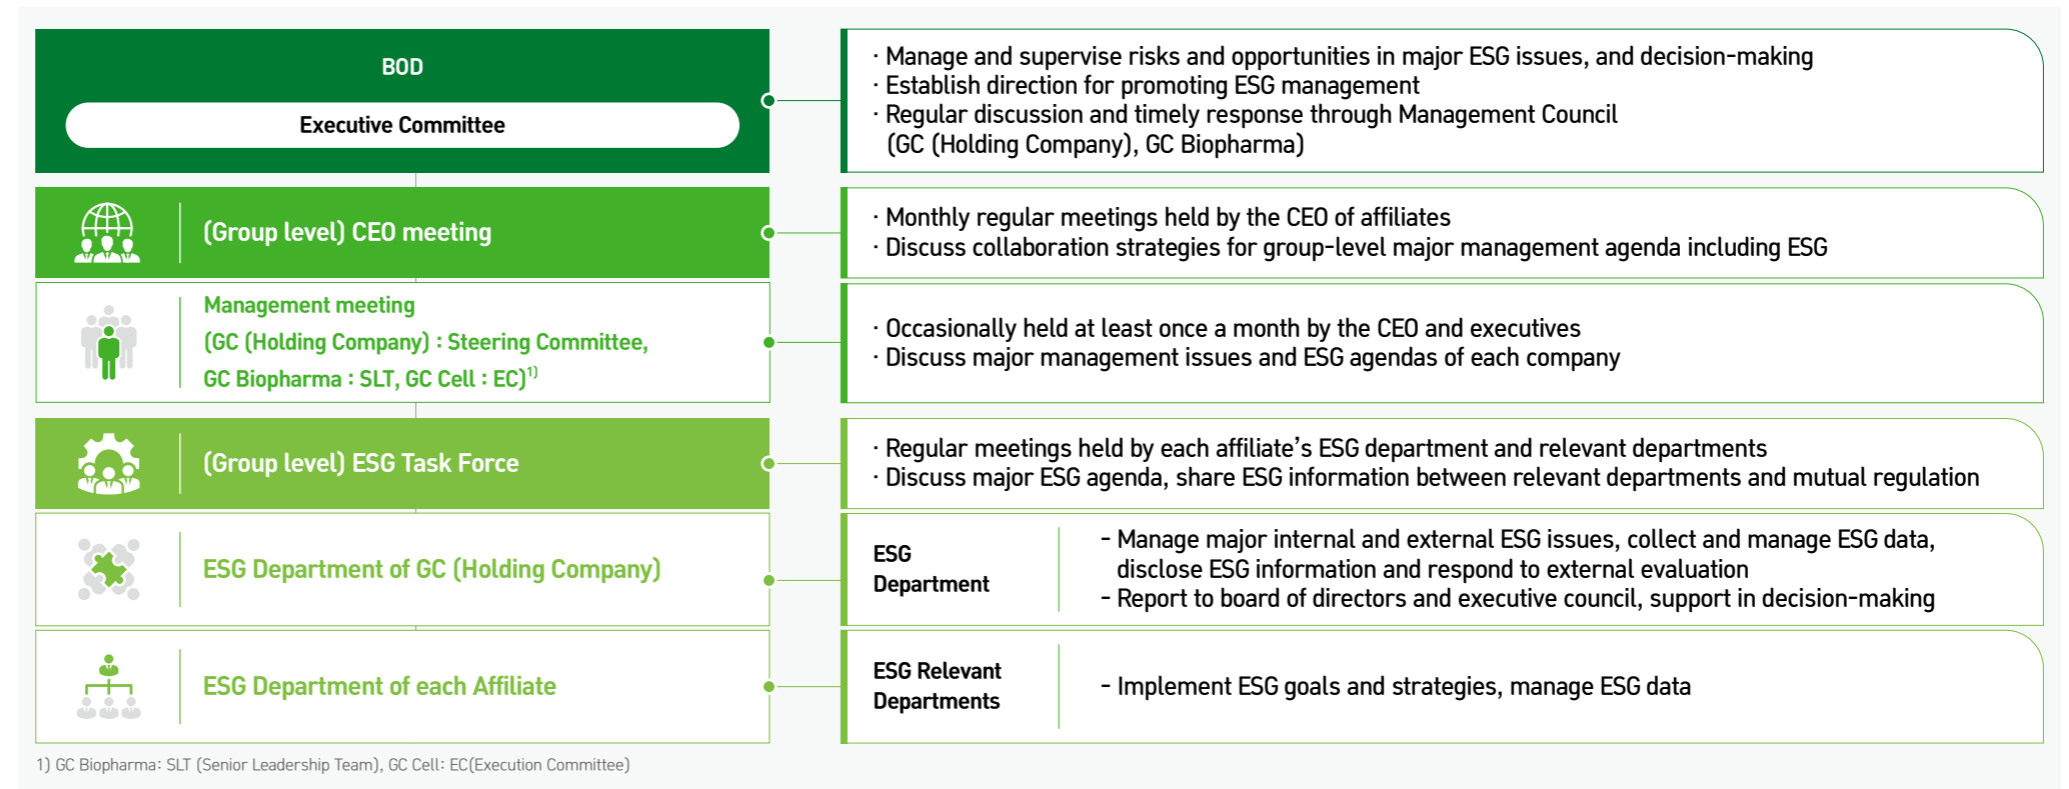 BOD
Executive Committee
· Manage and supervise risks and opportunities in major ESG issues, and decision-making
· Establish direction for promoting ESG management
· Regular discussion and timely response through Management Council
(GC (Holding Company), GC Biopharma)
(Group level) CEO meeting
· Monthly regular meetings held by the CEO of affiliates
· Discuss collaboration strategies for group-level major management agenda including ESG
Management meeting
(GC (Holding Company) : Steering Committee,
GC Biopharma : SLT, GC Cell : EC)1)
· Occasionally held at least once a month by the CEO and executives
· Discuss major management issues and ESG agendas of each company
(Group level) ESG Task Force
· Regular meetings held by each affiliate's ESG department and relevant departments
· Discuss major ESG agenda, share ESG information between relevant departments and mutual regulation
ESG Department of GC (Holding Company)
ESG
Department
- Manage major internal and external ESG issues, collect and manage ESG data,
disclose ESG information and respond to external evaluation
- Report to board of directors and executive council, support in decision-making
ESG Department of each Affiliate
ESG Relevant
Departments
- Implement ESG goals and strategies, manage ESG data
1) GC Biopharma: SLT (Senior Leadership Team), GC Cell: EC(Execution Committee)